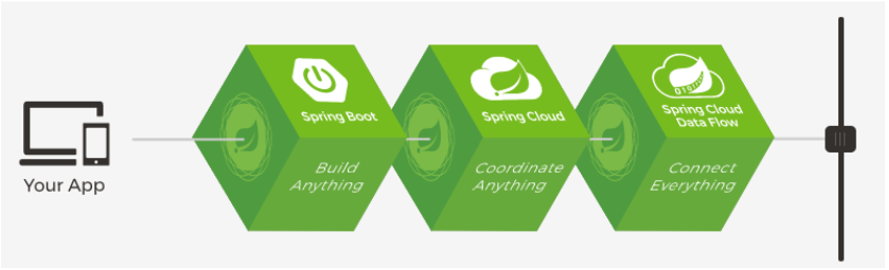 Your App
Spring Boot
Build
Anything
Spring Cloud
Coordinate
Anything
Spring Cloud
Data Flow
Connect
Everything